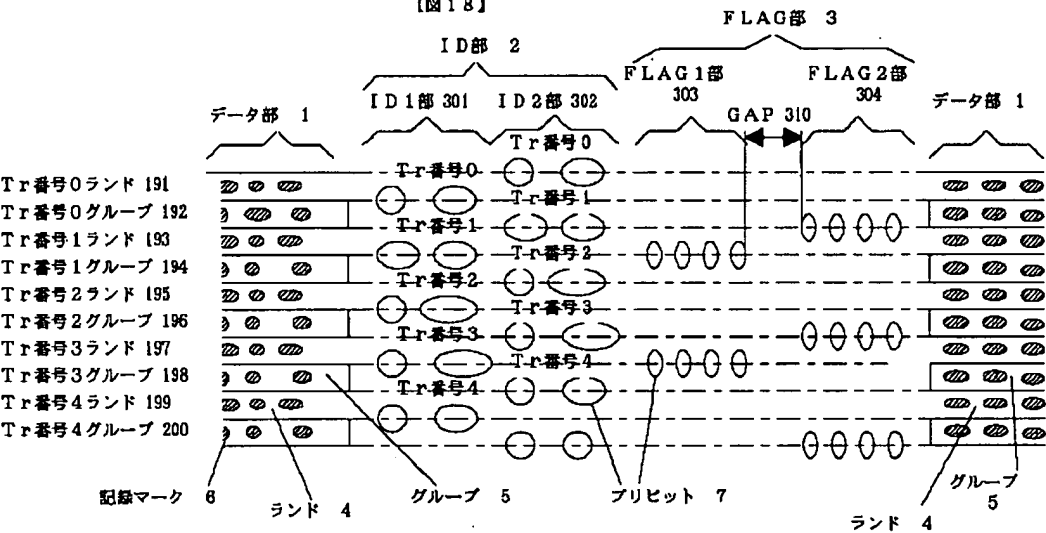 【図18】
FLAG部 3
ID部 2
FLAG1部 303
FLAG2部 304
データ部 1
ID1部 301
ID2部 302
GAP 310
データ部 1
Tr番号0
Tr番号0
Tr番号1
Tr番号1
Tr番号2
Tr番号2
Tr番号3
Tr番号3
Tr番号4
Tr番号4
Tr番号0ランド 191
Tr番号0グルーブ 192
Tr番号1ランド 193
Tr番号1グルーブ 194
Tr番号2ランド 195
Tr番号2グルーブ 196
Tr番号3ランド 197
Tr番号3グルーブ 198
Tr番号4ランド 199
Tr番号4グルーブ 200
記録マーク 6
ランド 4
グルーブ 5
プリピット 7
ランド 4
グルーブ 5